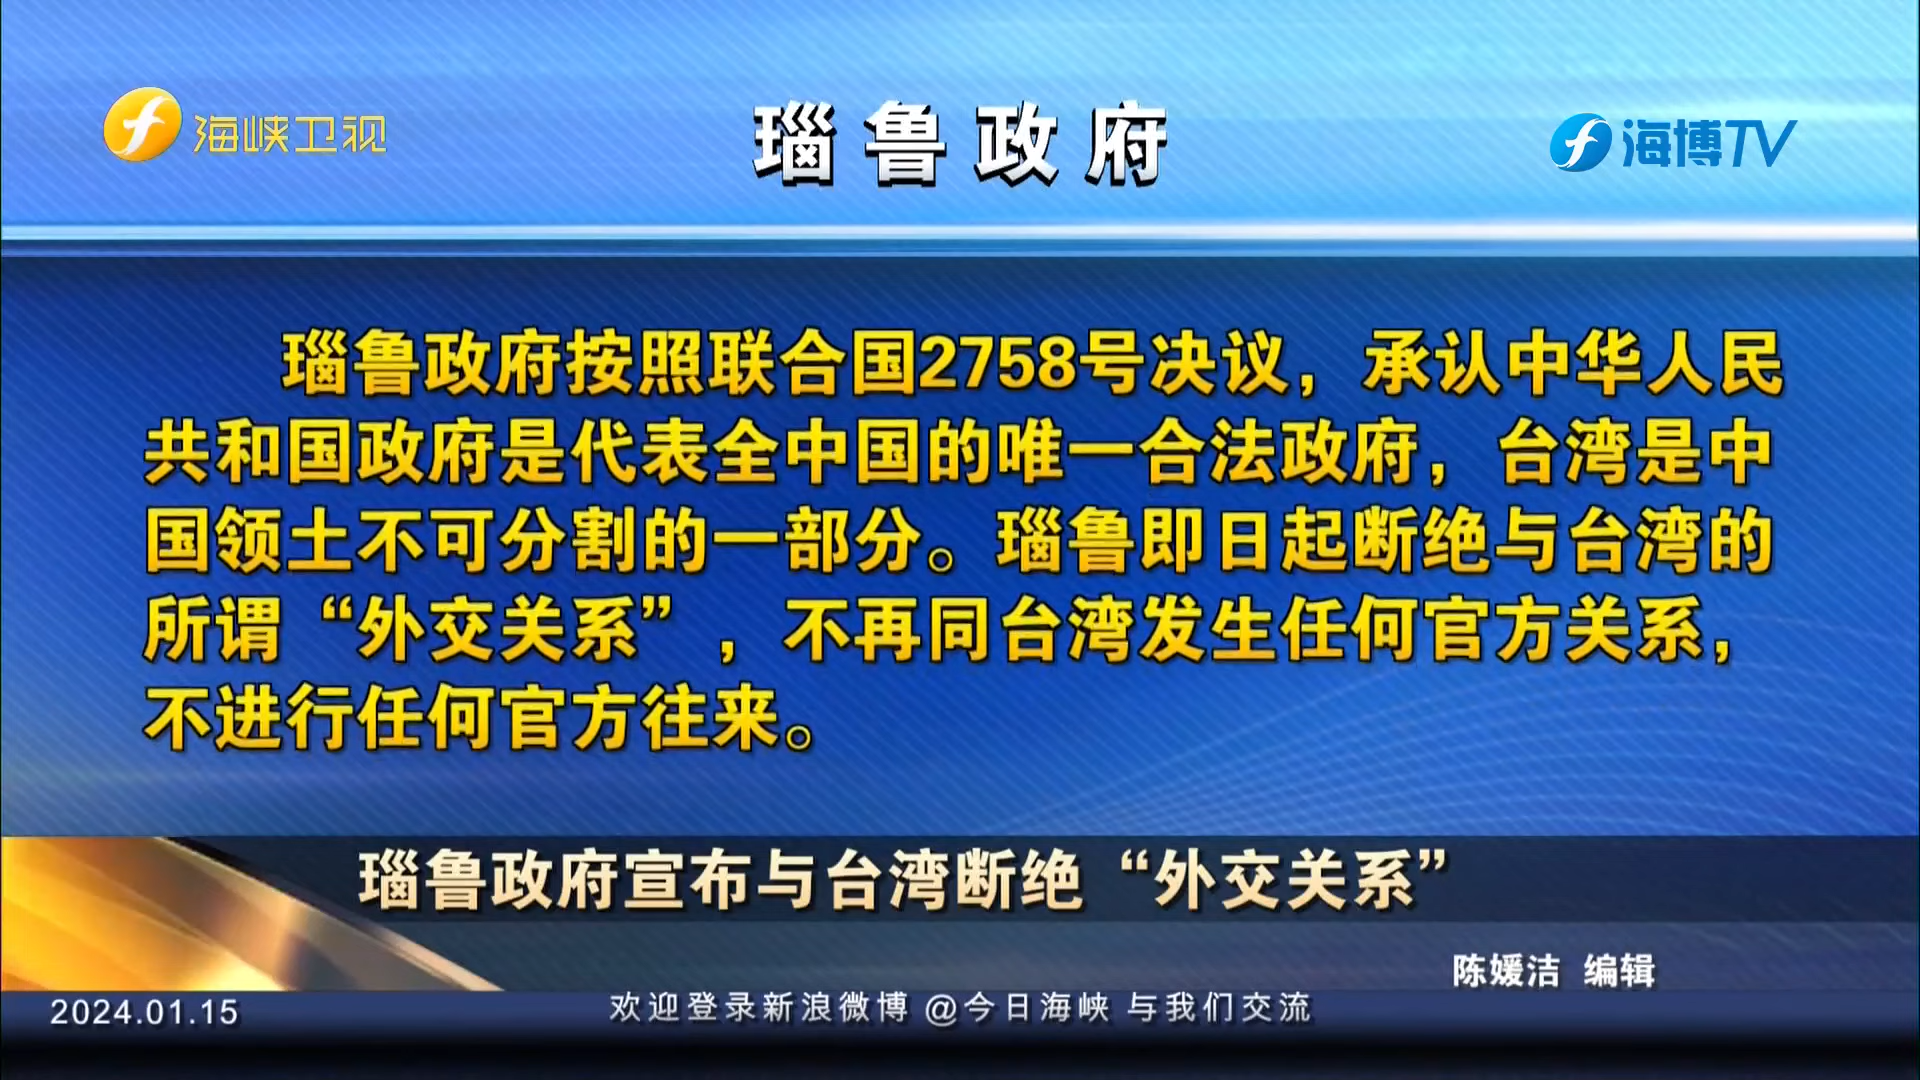 海峡卫视
瑙鲁政府
海博TV
瑙鲁政府按照联合国2758号决议，承认中华人民
共和国政府是代表全中国的唯一合法政府，台湾是中
国领土不可分割的一部分。瑙鲁即日起断绝与台湾的
所谓“外交关系”，不再同台湾发生任何官方关系，
不进行任何官方往来。
瑙鲁政府宣布与台湾断绝“外交关系”
陈媛洁 编辑
2024.01.15
欢迎登录新浪微博 @今日海峡 与我们交流